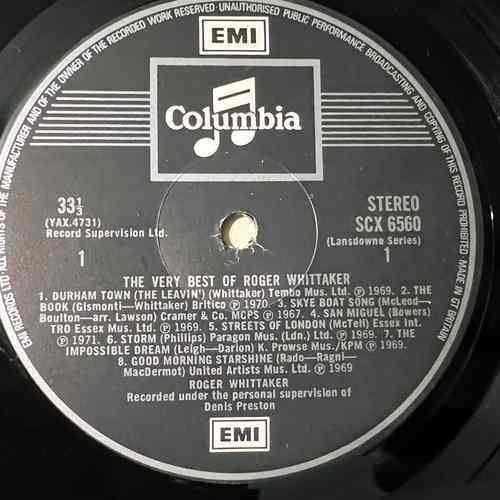 EMI RECORDS LTD·ALL RIGHTS OF THE MANUFACTURER AND OF THE OWNER OF THE RECORDED WORK RESERVED·UNAUTHORISED PUBLIC PERFORMANCE BROADCASTING AND COPYING OF THIS RECORD PROHIBITED·MADE IN GT BRITAIN
EMI
Columbia
33⅓
(YAX.4731)
Record Supervision Ltd.
1
STEREO
SCX 6560
(Lansdowne Series)
1
THE VERY BEST OF ROGER WHITTAKER
1. DURHAM TOWN (THE LEAVIN') (Whittaker) Tembo Mus. Ltd. ℗ 1969. 2. THE
BOOK (Gismonti—Whittaker) Britico ℗ 1970· 3. SKYE BOAT SONG (McLeod—
Boulton—arr. Lawson) Cramer & Co. MCPS ℗ 1967. 4. SAN MIGUEL (Bowers)
TRO Essex Mus. Ltd. ℗ 1969. 5. STREETS OF LONDON (McTell) Essex Int.
℗ 1971. 6. STORM (Phillips) Paragon Mus. (Ldn.) Ltd. ℗ 1969. 7. THE
IMPOSSIBLE DREAM (Leigh—Darion) K. Prowse Mus./KPM ℗ 1969.
8. GOOD MORNING STARSHINE (Rado—Ragni—
MacDermot) United Artists Mus. Ltd. ℗ 1969
ROGER WHITTAKER
Recorded under the personal supervision of
Denis Preston
EMI